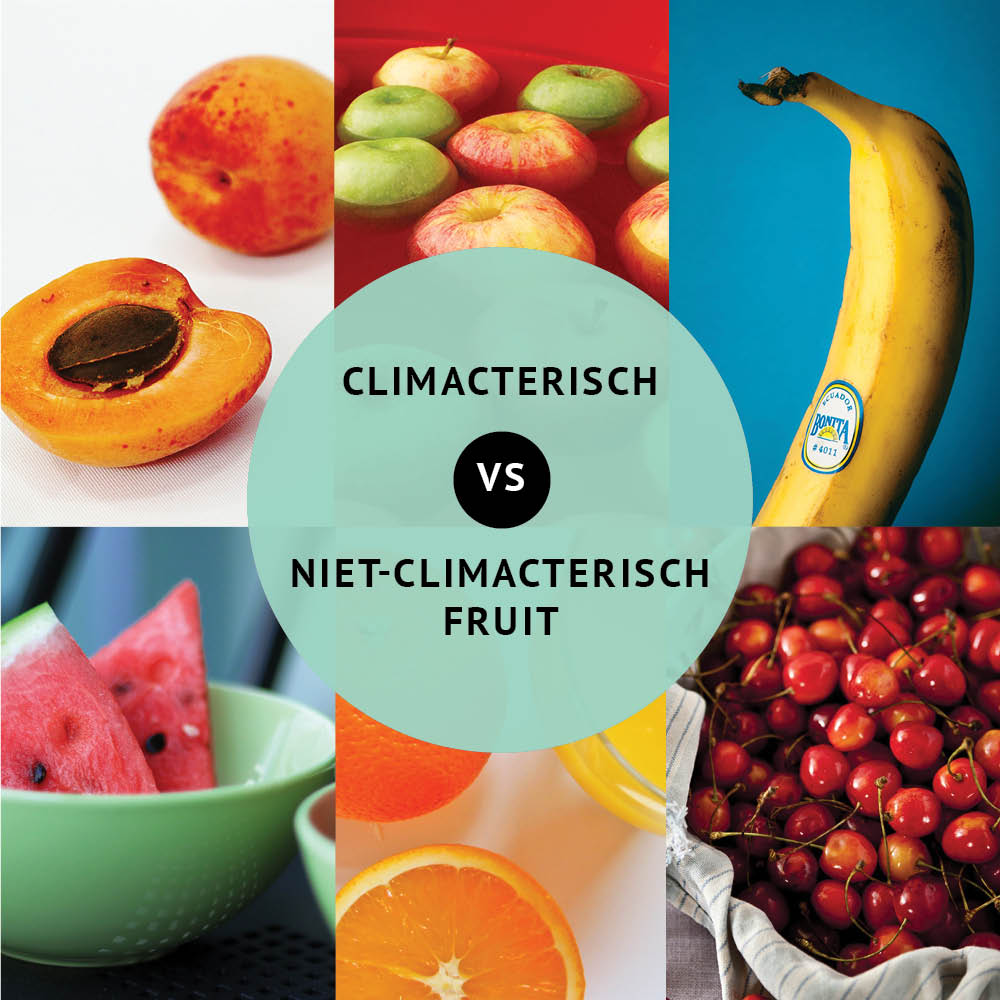 CLIMACTERISCH
VS
NIET-CLIMACTERISCH
FRUIT
ECUADOR
BONITA
#4011